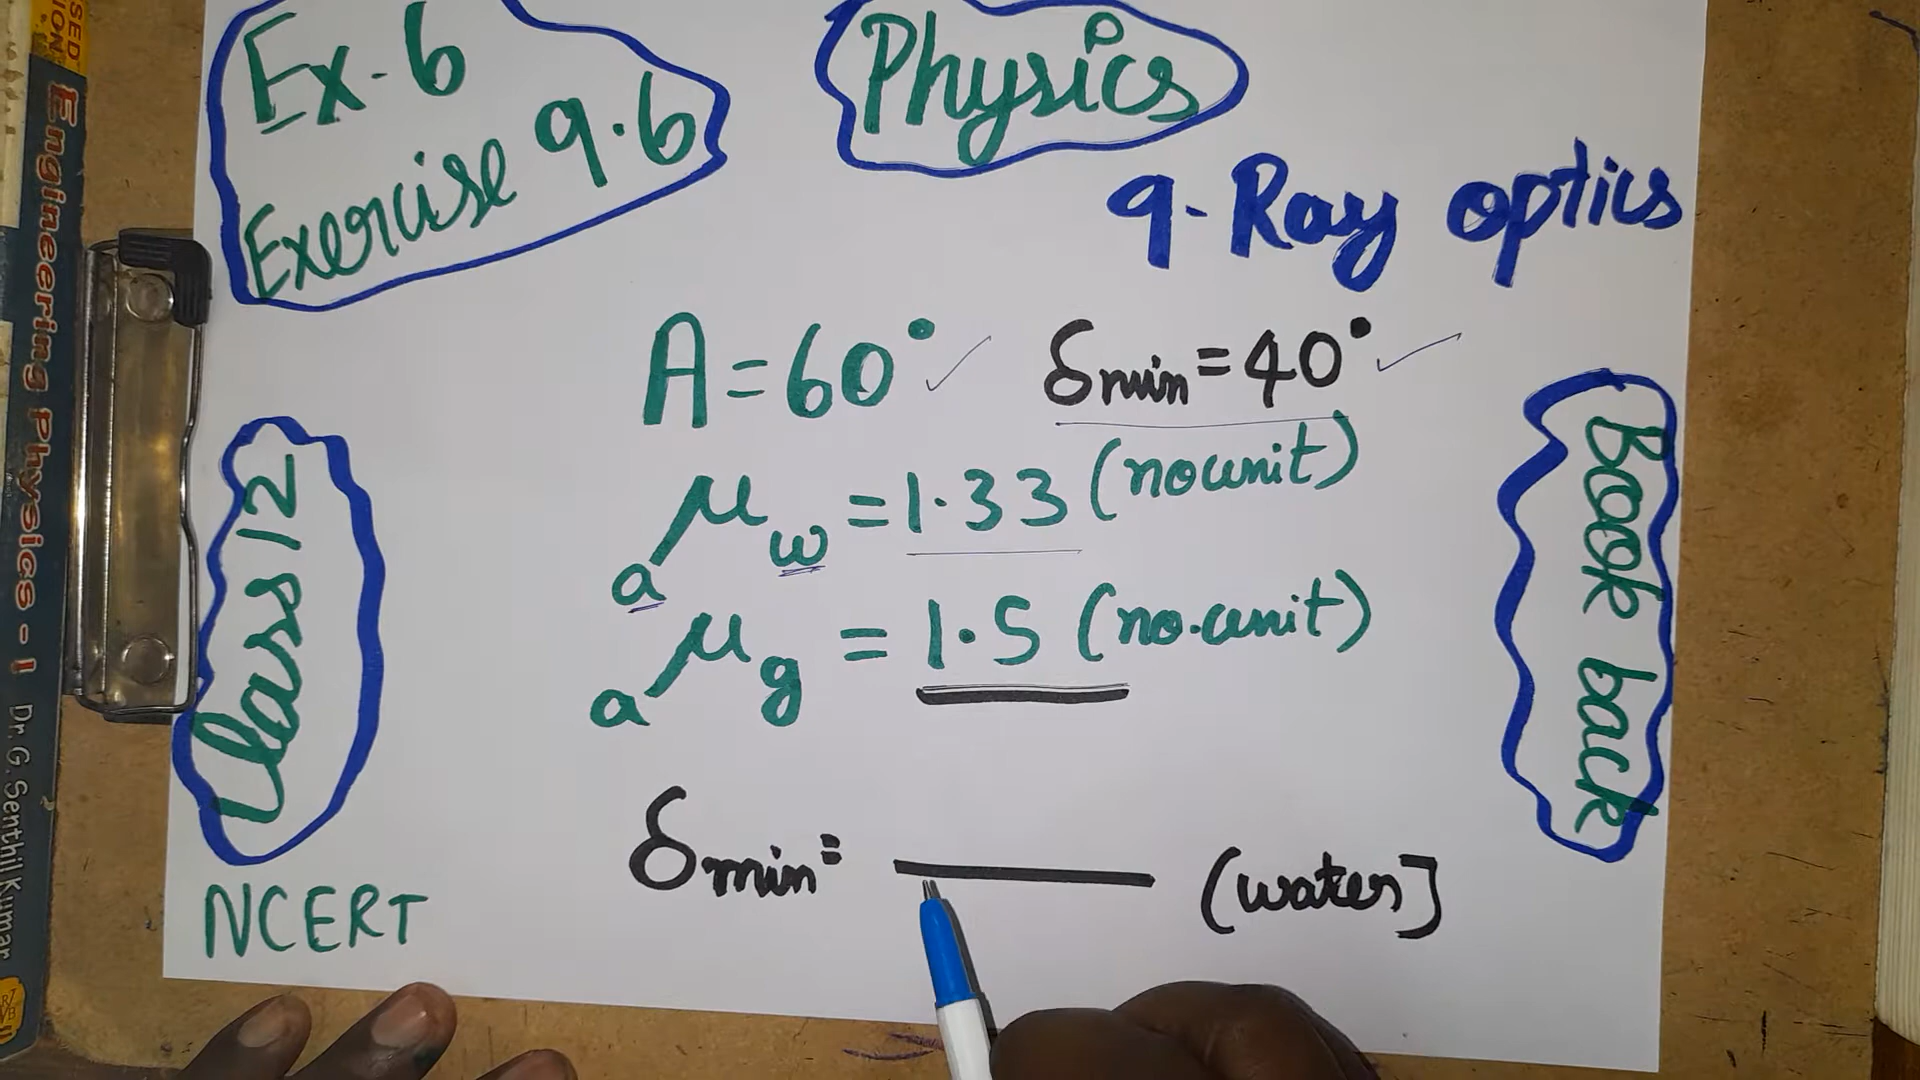 Ex-6
Exercise 9.6
Physics
9-Ray optics
A=60° ✓ δmin=40° ✓
aμw=1.33 (no unit)
aμg = 1.5 (no.unit)
δmin= ____ (water]
Class 12
Book back
NCERT
Engineering Physics - I Dr. G. Senthil Kumar